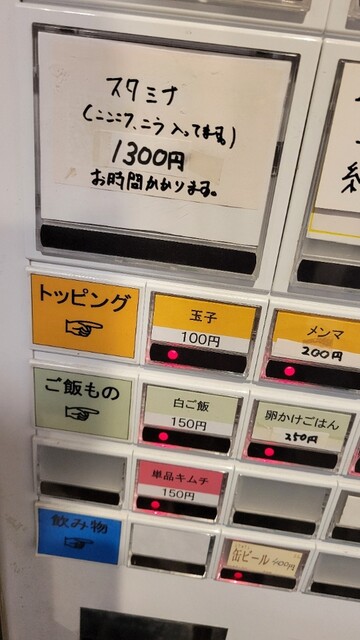 スタミナ
(ニンニク、ニラ入ってます。)
1300円
お時間かかります。
トッピング
玉子
100円
メンマ
200円
ご飯もの
白ご飯
150円
卵かけごはん
250円
単品キムチ
150円
飲み物
缶ビール